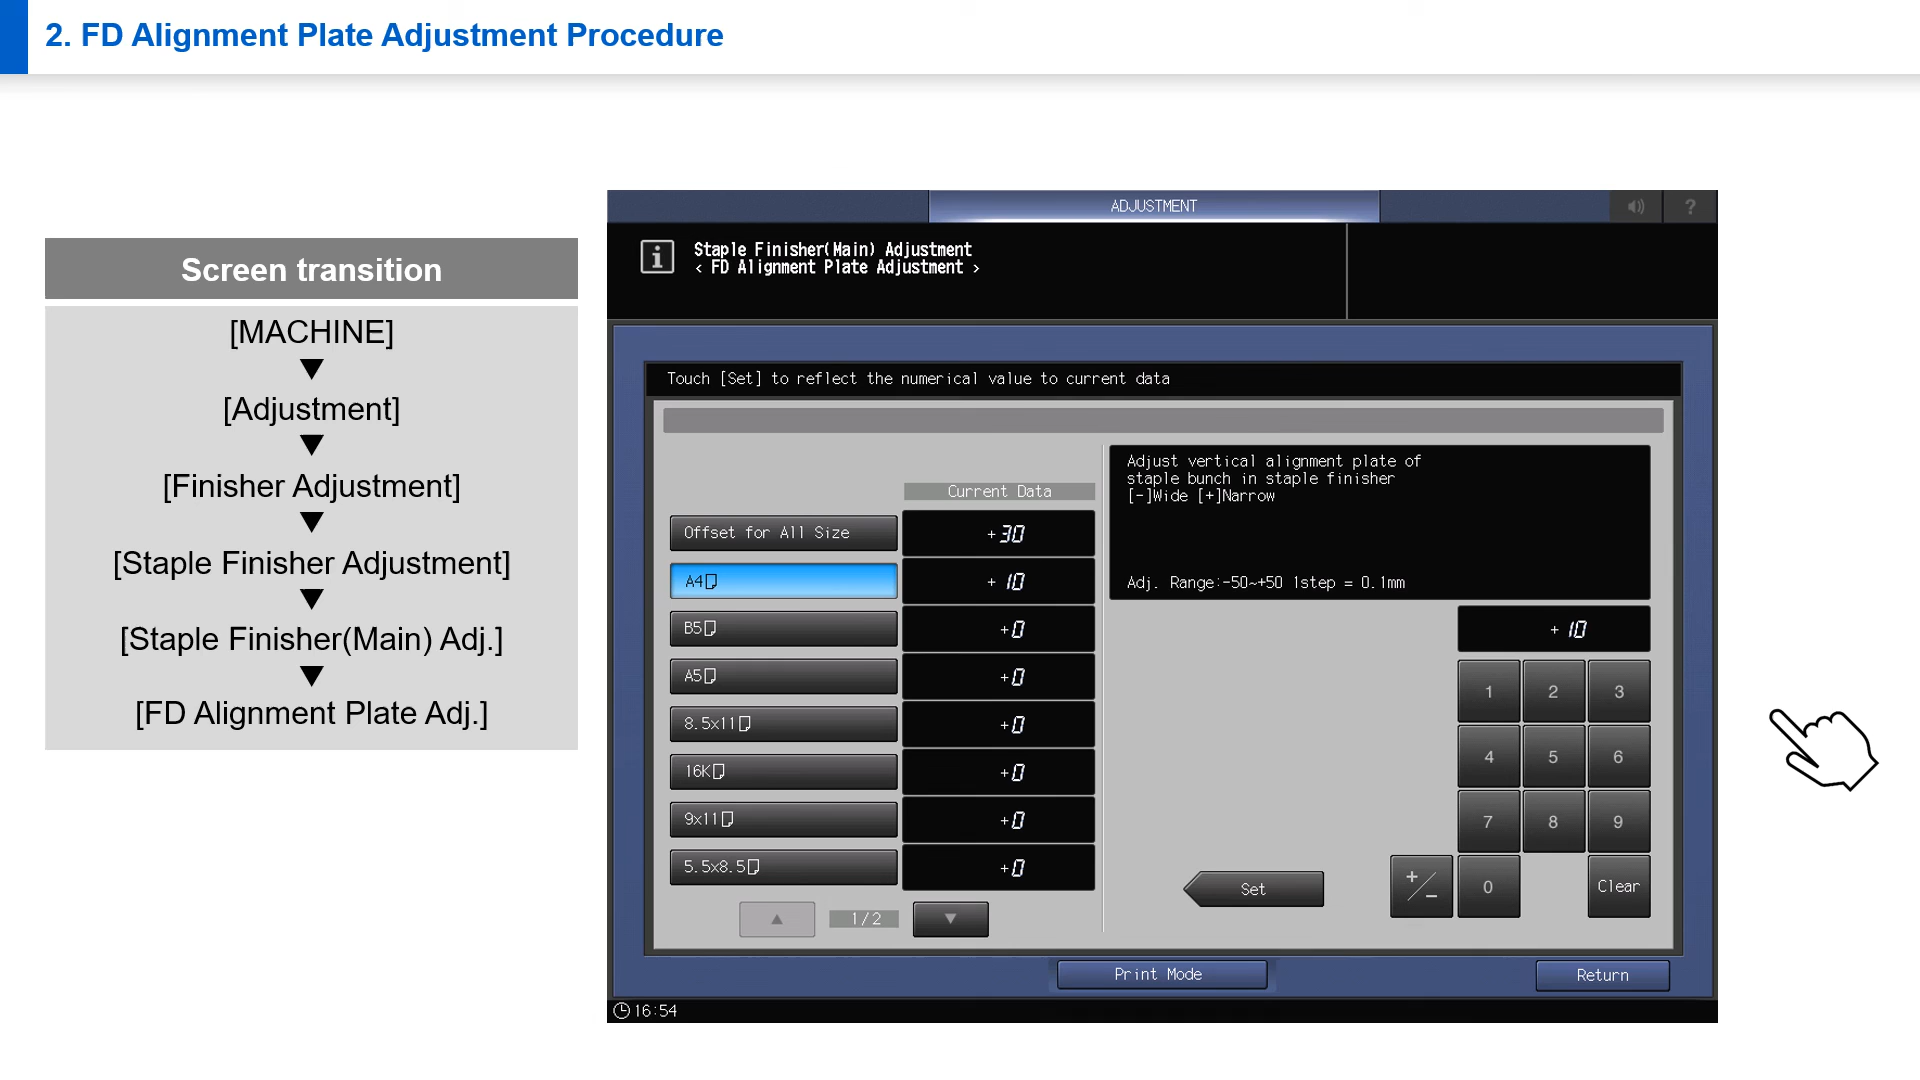 2. FD Alignment Plate Adjustment Procedure
Screen transition
[MACHINE]
▼
[Adjustment]
▼
[Finisher Adjustment]
▼
[Staple Finisher Adjustment]
▼
[Staple Finisher(Main) Adj.]
▼
[FD Alignment Plate Adj.]
ADJUSTMENT
?
Staple Finisher(Main) Adjustment
< FD Alignment Plate Adjustment >
Touch [Set] to reflect the numerical value to current data
Current Data
Offset for All Size +30
A4 +10
B5 +0
A5 +0
8.5x11 +0
16K +0
9x11 +0
5.5x8.5 +0
▲ 1/2 ▼
Adjust vertical alignment plate of
staple bunch in staple finisher
[-]Wide [+]Narrow
Adj. Range:-50~+50 1step = 0.1mm
+10
1 2 3
4 5 6
7 8 9
Set +/- 0 Clear
Print Mode
Return
16:54